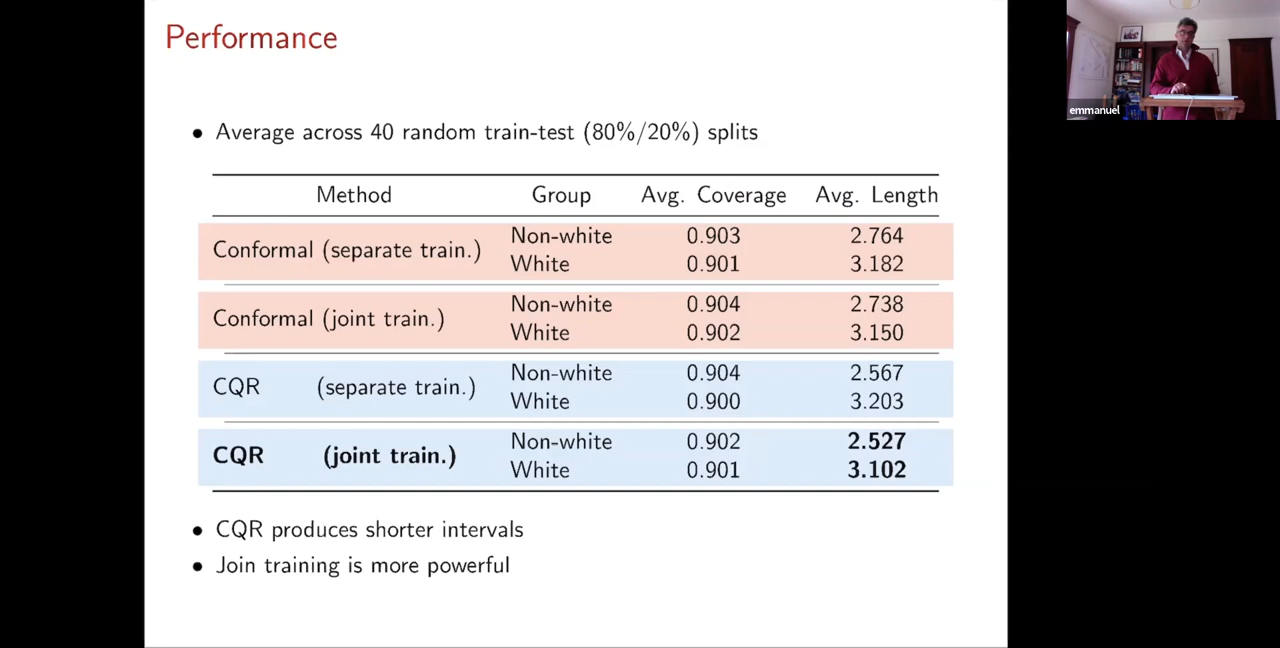 Performance
emmanuel
• Average across 40 random train-test (80%/20%) splits
Method Group Avg. Coverage Avg. Length
Conformal (separate train.) Non-white 0.903 2.764
White 0.901 3.182
Conformal (joint train.) Non-white 0.904 2.738
White 0.902 3.150
CQR (separate train.) Non-white 0.904 2.567
White 0.900 3.203
CQR (joint train.) Non-white 0.902 2.527
White 0.901 3.102
• CQR produces shorter intervals
• Join training is more powerful